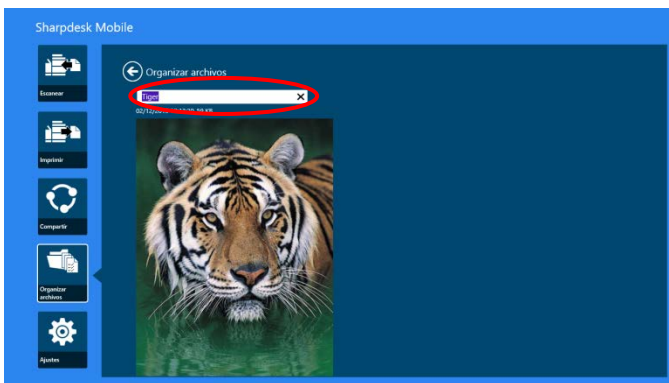 Sharpdesk Mobile
Escanear
Imprimir
Compartir
Organizar
archivos
Ajustes
Organizar archivos
Tiger